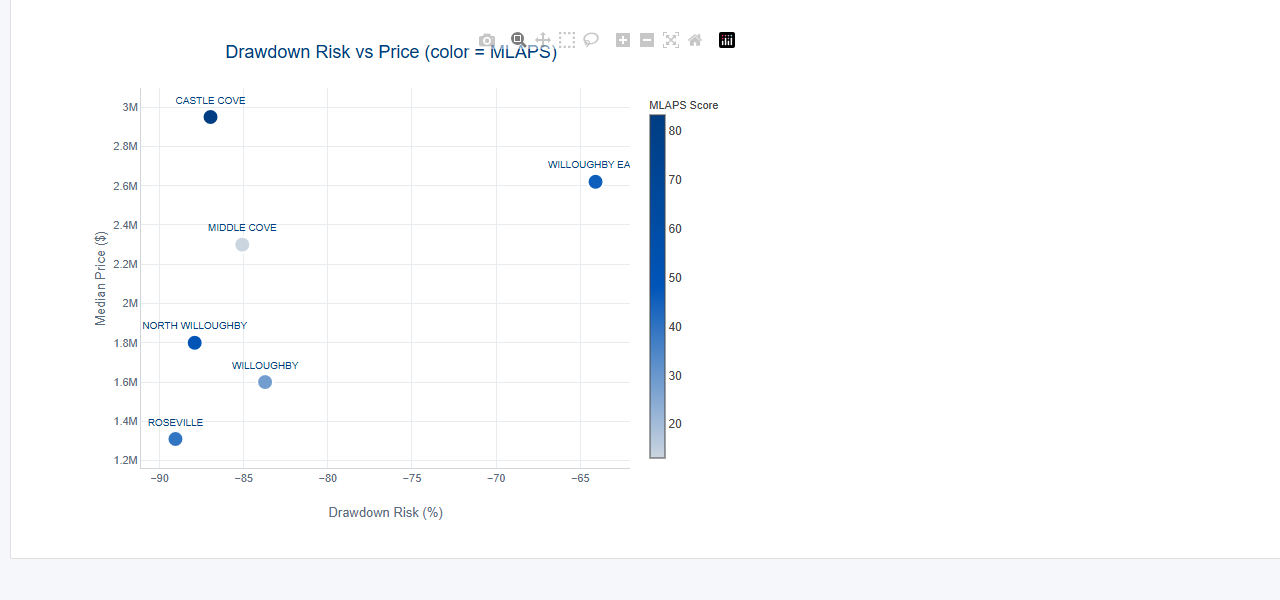 Drawdown Risk vs Price (color = MLAPS)
MLAPS Score
CASTLE COVE
WILLOUGHBY EA
MIDDLE COVE
NORTH WILLOUGHBY
WILLOUGHBY
ROSEVILLE
3M
2.8M
2.6M
2.4M
2.2M
2M
1.8M
1.6M
1.4M
1.2M
Median Price ($)
−90
−85
−80
−75
−70
−65
Drawdown Risk (%)
80
70
60
50
40
30
20